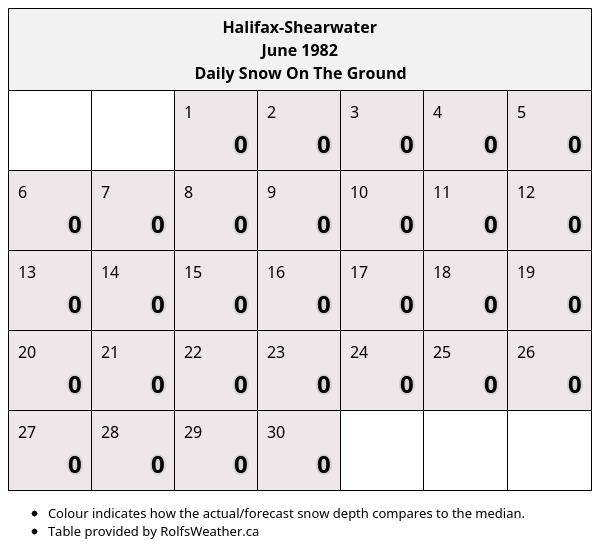 Halifax-Shearwater
June 1982
Daily Snow On The Ground
1 2 3 4 5
0 0 0 0 0
6 7 8 9 10 11 12
0 0 0 0 0 0 0
13 14 15 16 17 18 19
0 0 0 0 0 0 0
20 21 22 23 24 25 26
0 0 0 0 0 0 0
27 28 29 30
0 0 0 0
• Colour indicates how the actual/forecast snow depth compares to the median.
• Table provided by RolfsWeather.ca